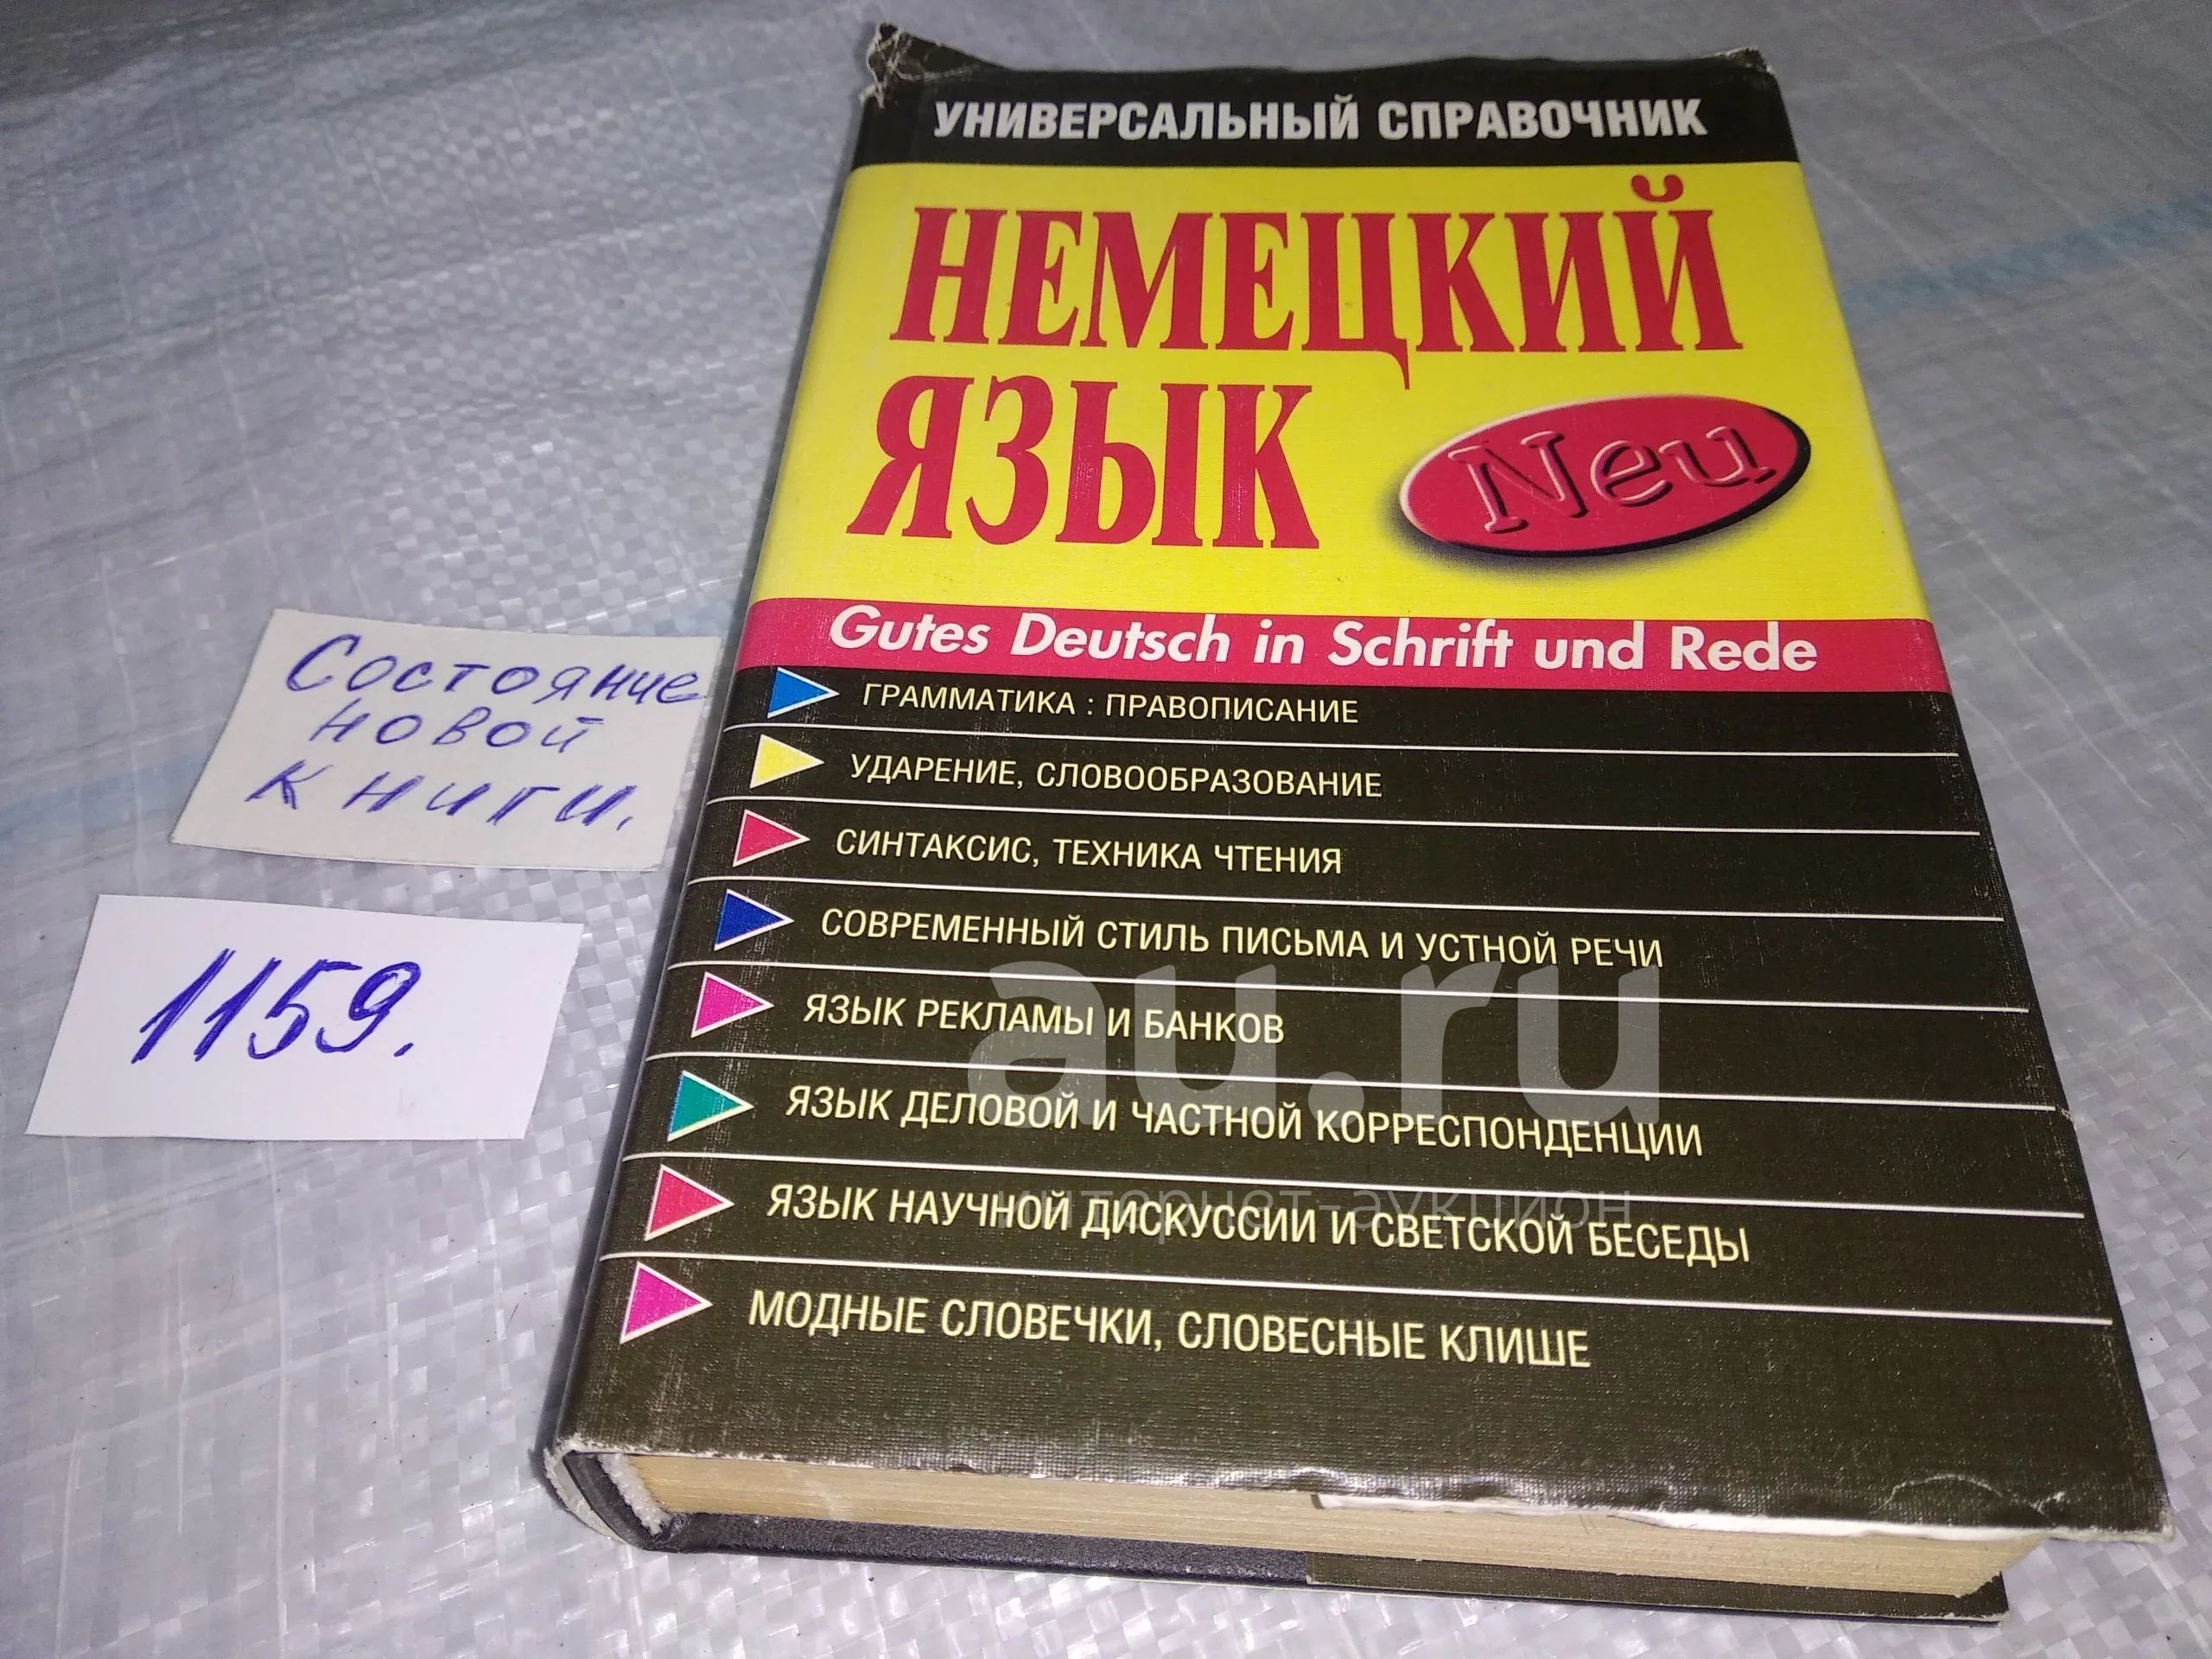 УНИВЕРСАЛЬНЫЙ СПРАВОЧНИК
НЕМЕЦКИЙ
ЯЗЫК
Neu
Gutes Deutsch in Schrift und Rede
ГРАММАТИКА : ПРАВОПИСАНИЕ
УДАРЕНИЕ, СЛОВООБРАЗОВАНИЕ
СИНТАКСИС, ТЕХНИКА ЧТЕНИЯ
СОВРЕМЕННЫЙ СТИЛЬ ПИСЬМА И УСТНОЙ РЕЧИ
ЯЗЫК РЕКЛАМЫ И БАНКОВ
ЯЗЫК ДЕЛОВОЙ И ЧАСТНОЙ КОРРЕСПОНДЕНЦИИ
ЯЗЫК НАУЧНОЙ ДИСКУССИИ И СВЕТСКОЙ БЕСЕДЫ
МОДНЫЕ СЛОВЕЧКИ, СЛОВЕСНЫЕ КЛИШЕ
Состояние
новой
книги.
1159.
au.ru
интернет-аукцион